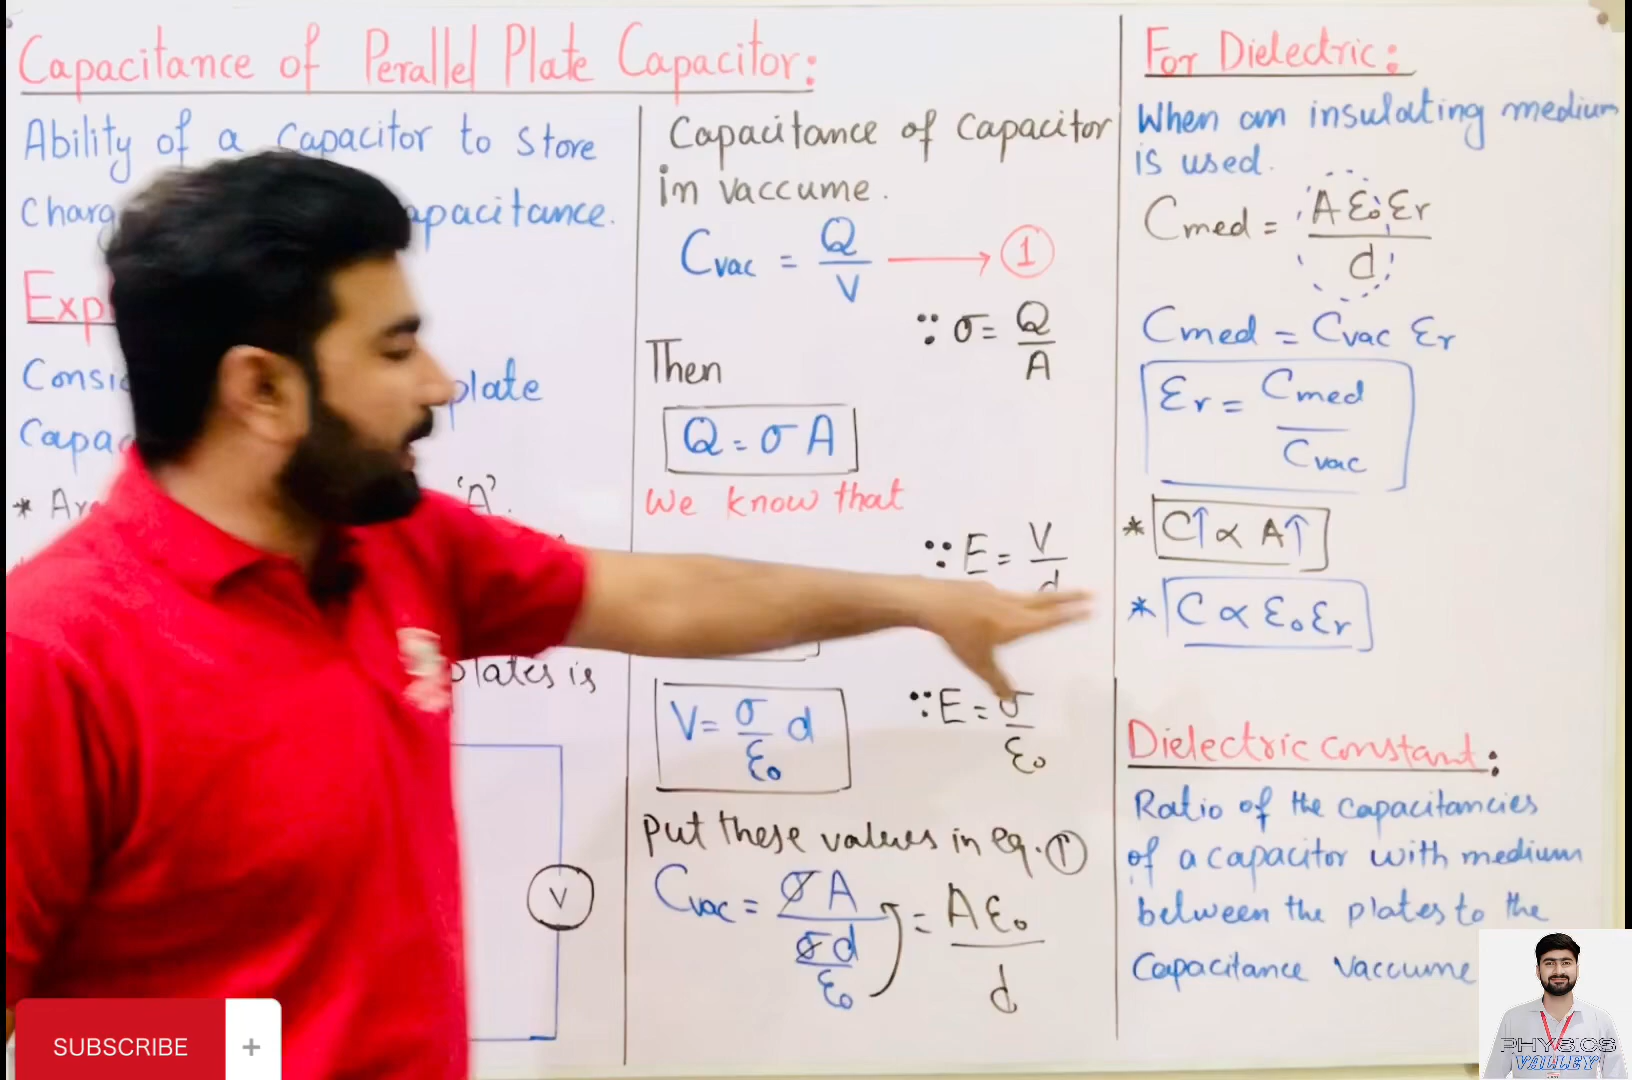 Capacitance of Perallel Plate Capacitor:
Ability of a capacitor to store
Charg apacitance.
Exp
Consi plate
Capac
* Ar 'A'.
plates is
V
Capacitance of Capacitor
in vaccume.
Cvac = Q/V → 1
∵ σ = Q/A
Then
Q = σ A
We know that
∵ E = V/d
V = σ/ε₀ d
∵ E = σ/ε₀
Put these values in eq. 1
Cvac = σA / (σd/ε₀) = Aε₀/d
For Dielectric:
When an insulating medium
is used.
Cmed = Aε₀εr/d
Cmed = Cvac εr
εr = Cmed/Cvac
* C↑ ∝ A↑
* C ∝ ε₀εr
Dielectric constant:
Ratio of the capacitancies
of a capacitor with medium
between the plates to the
Capacitance vaccume
SUBSCRIBE +
PHYSICS
VALLEY